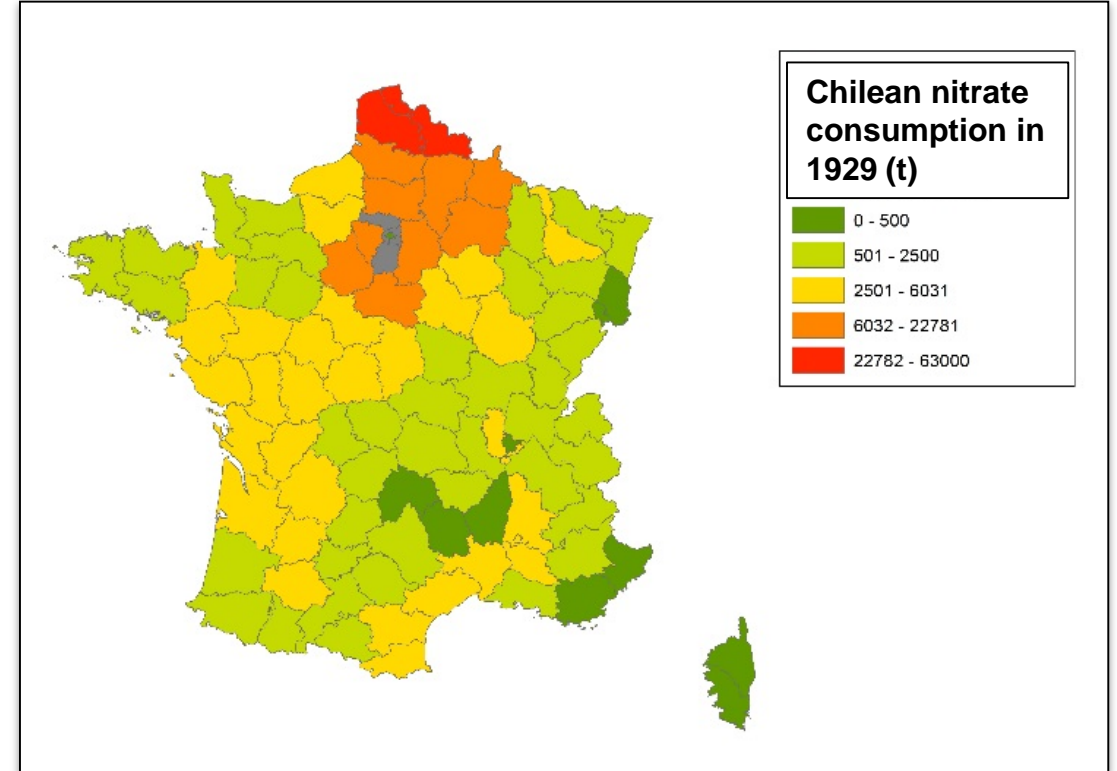 Chilean nitrate
consumption in
1929 (t)
0 - 500
501 - 2500
2501 - 6031
6032 - 22781
22782 - 63000